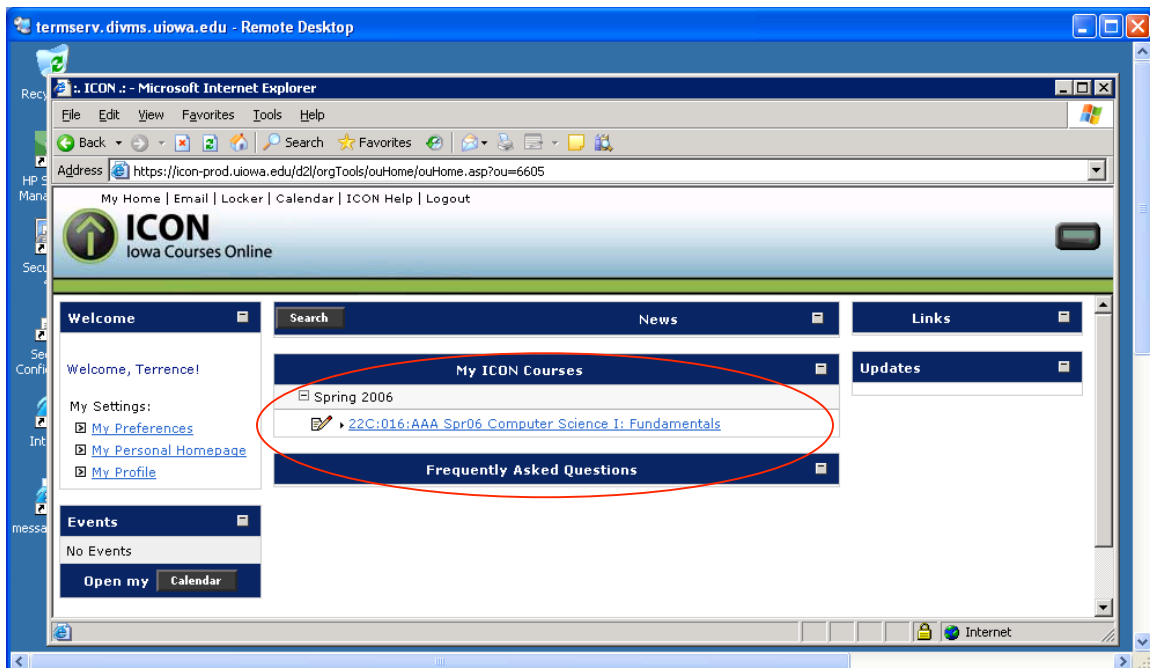 termserv.divms.uiowa.edu - Remote Desktop
:. ICON .: - Microsoft Internet Explorer
File Edit View Favorites Tools Help
Back Search Favorites
Address https://icon-prod.uiowa.edu/d2l/orgTools/ouHome/ouHome.asp?ou=6605
My Home | Email | Locker | Calendar | ICON Help | Logout
ICON
Iowa Courses Online
Welcome
Search News
Links
Welcome, Terrence!
My ICON Courses
Updates
Spring 2006
My Settings:
22C:016:AAA Spr06 Computer Science I: Fundamentals
My Preferences
My Personal Homepage
My Profile
Frequently Asked Questions
Events
No Events
Open my Calendar
Internet